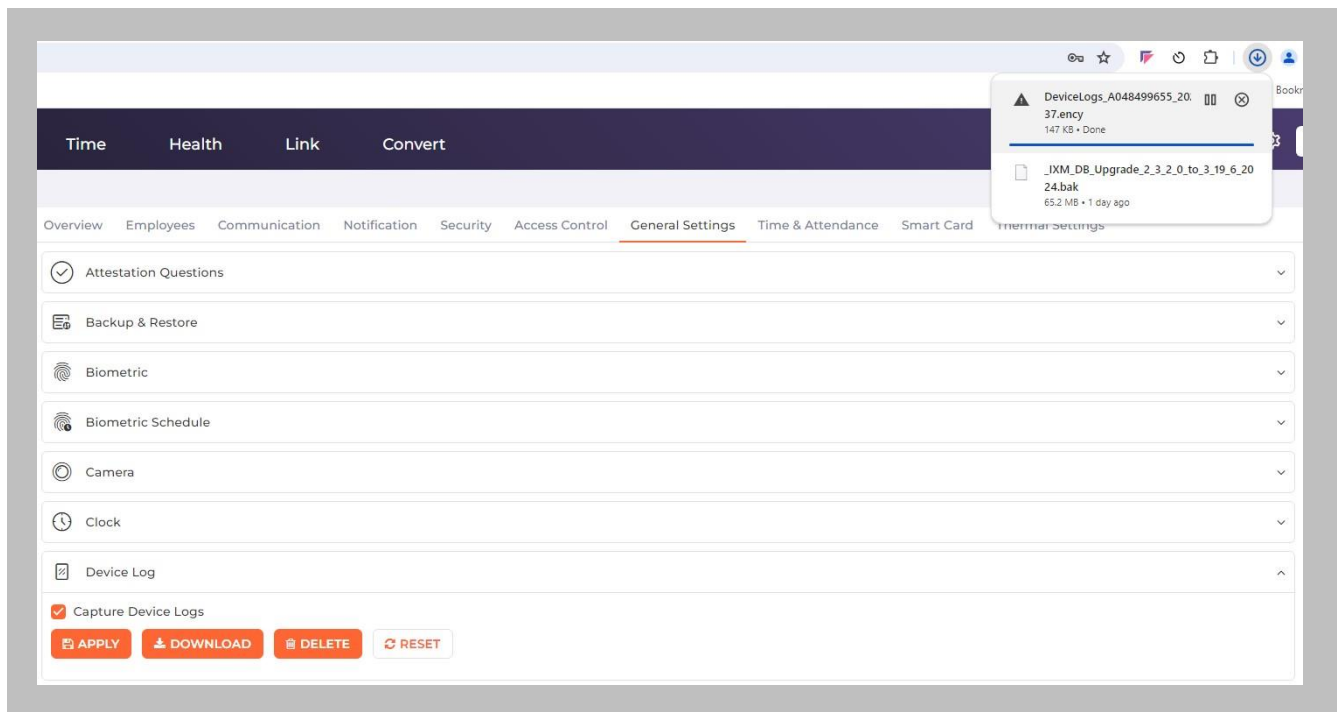 DeviceLogs_A048499655_20.
37.ency
147 KB • Done
Bookr
_IXM_DB_Upgrade_2_3_2_0_to_3_19_6_20
24.bak
65.2 MB • 1 day ago
Time Health Link Convert
Overview Employees Communication Notification Security Access Control General Settings Time & Attendance Smart Card Thermal Settings
Attestation Questions
Backup & Restore
Biometric
Biometric Schedule
Camera
Clock
Device Log
Capture Device Logs
APPLY DOWNLOAD DELETE RESET